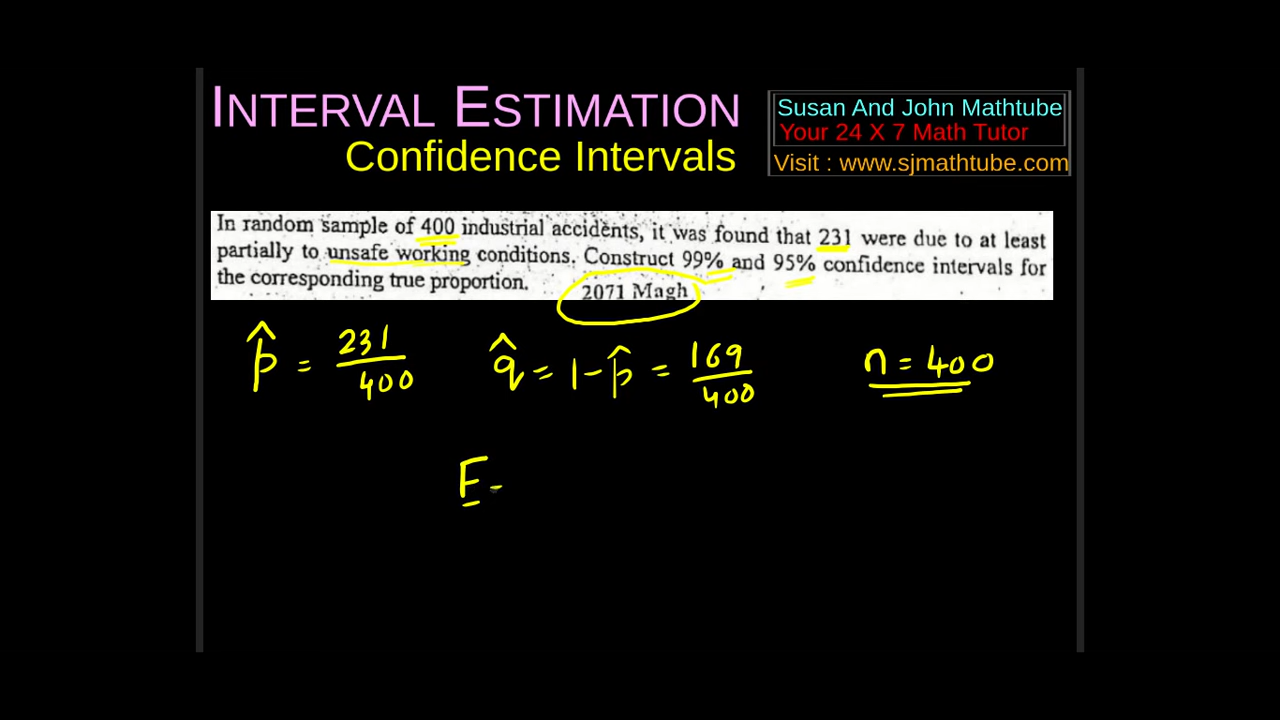 INTERVAL ESTIMATION
Confidence Intervals
Susan And John Mathtube
Your 24 X 7 Math Tutor
Visit : www.sjmathtube.com
In random sample of 400 industrial accidents, it was found that 231 were due to at least
partially to unsafe working conditions. Construct 99% and 95% confidence intervals for
the corresponding true proportion. 2071 Magh
p̂ = 231/400 q̂ = 1-p̂ = 169/400 n = 400
E -